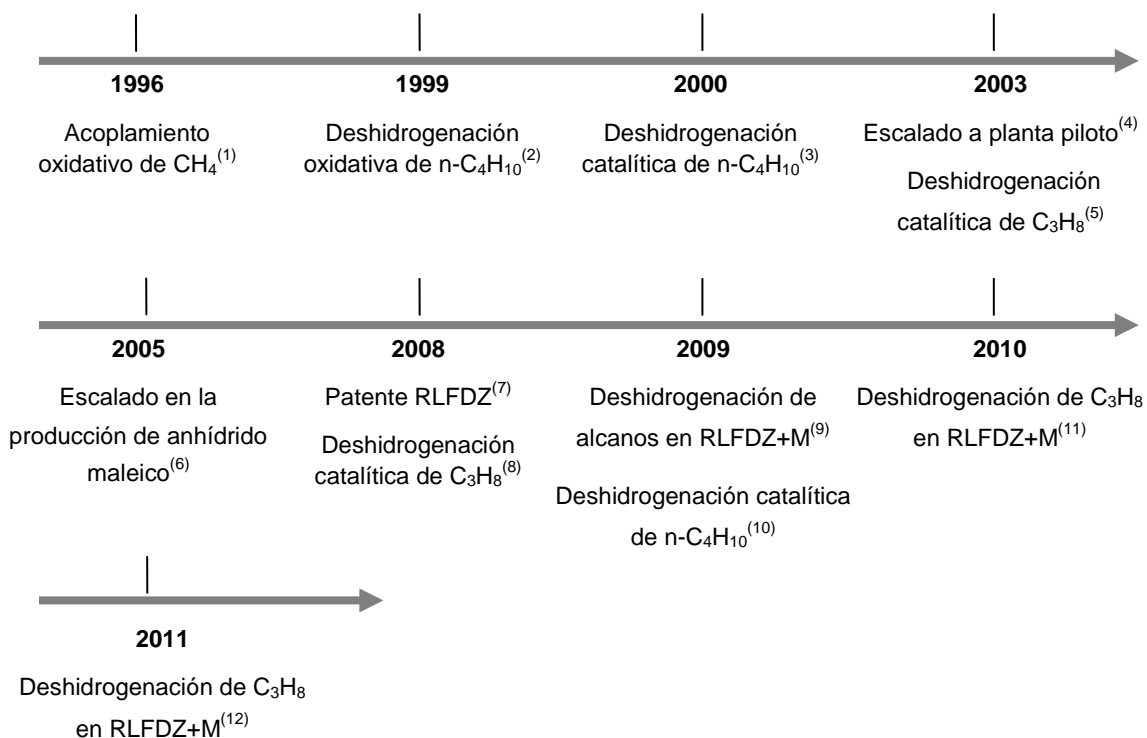 1996
Acoplamiento
oxidativo de CH₄⁽¹⁾
1999
Deshidrogenación
oxidativa de n-C₄H₁₀⁽²⁾
2000
Deshidrogenación
catalítica de n-C₄H₁₀⁽³⁾
2003
Escalado a planta piloto⁽⁴⁾
Deshidrogenación
catalítica de C₃H₈⁽⁵⁾
2005
Escalado en la
producción de anhídrido
maleico⁽⁶⁾
2008
Patente RLFDZ⁽⁷⁾
Deshidrogenación
catalítica de C₃H₈⁽⁸⁾
2009
Deshidrogenación de
alcanos en RLFDZ+M⁽⁹⁾
Deshidrogenación catalítica
de n-C₄H₁₀⁽¹⁰⁾
2010
Deshidrogenación de C₃H₈
en RLFDZ+M⁽¹¹⁾
2011
Deshidrogenación de C₃H₈
en RLFDZ+M⁽¹²⁾